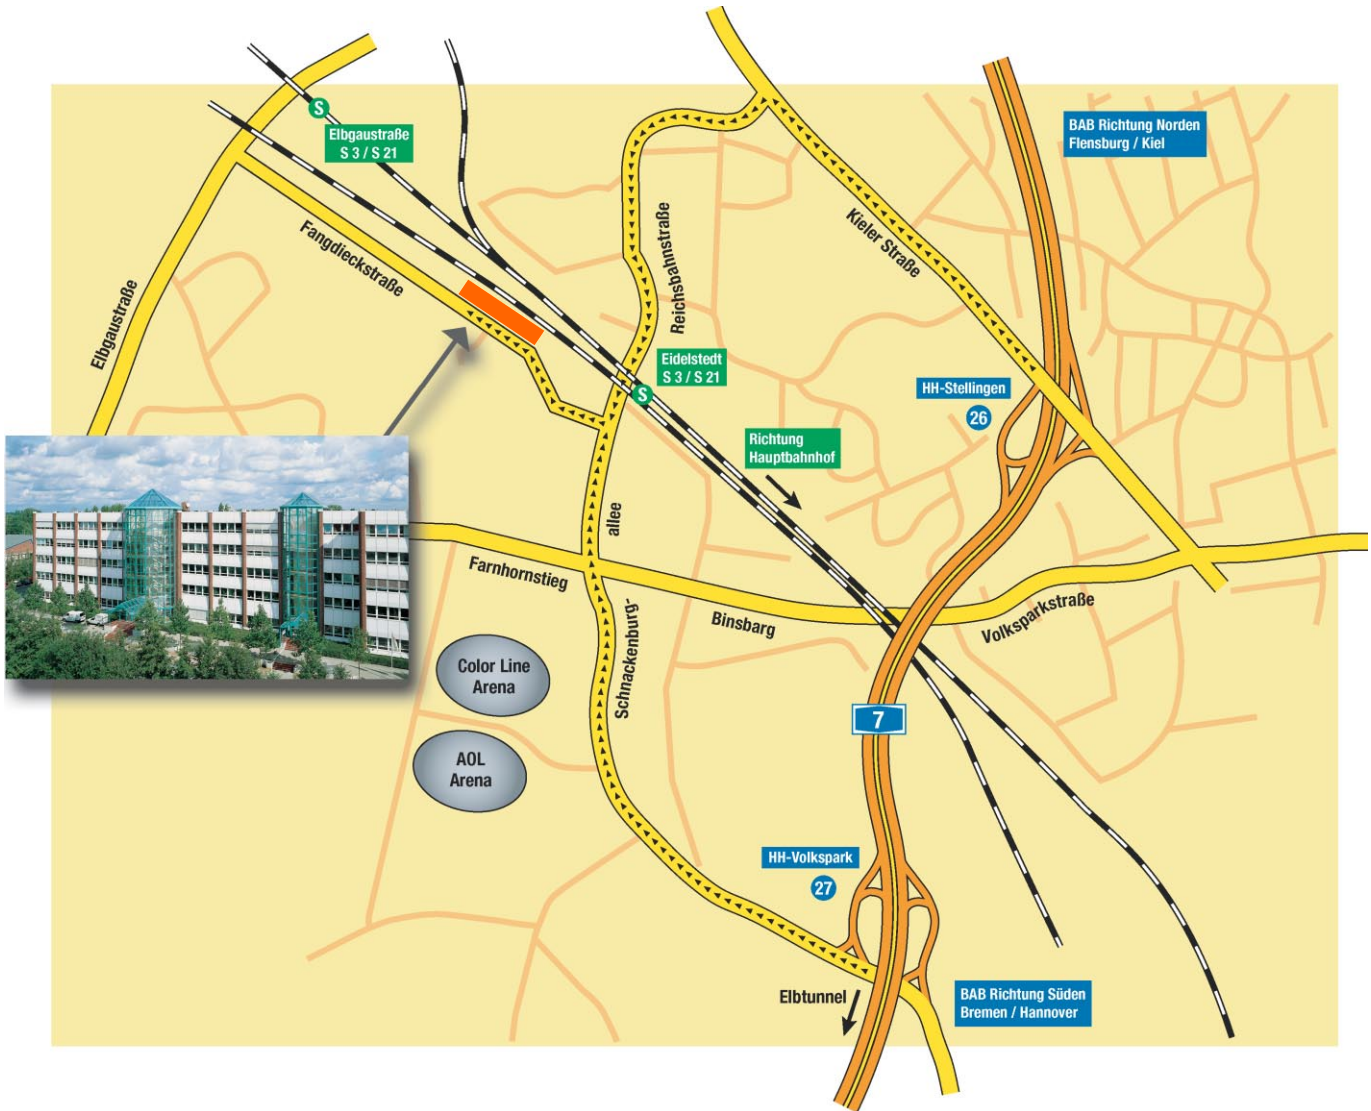 S
Elbgaustraße
S 3 / S 21
BAB Richtung Norden
Flensburg / Kiel
Fangdieckstraße
Reichsbahnstraße
Kieler Straße
Elbgaustraße
Eidelstedt
S 3 / S 21
S
HH-Stellingen
26
Richtung
Hauptbahnhof
allee
Farnhornstieg
Binsbarg
Volksparkstraße
Schnackenburg-
Color Line
Arena
7
AOL
Arena
HH-Volkspark
27
Elbtunnel
BAB Richtung Süden
Bremen / Hannover